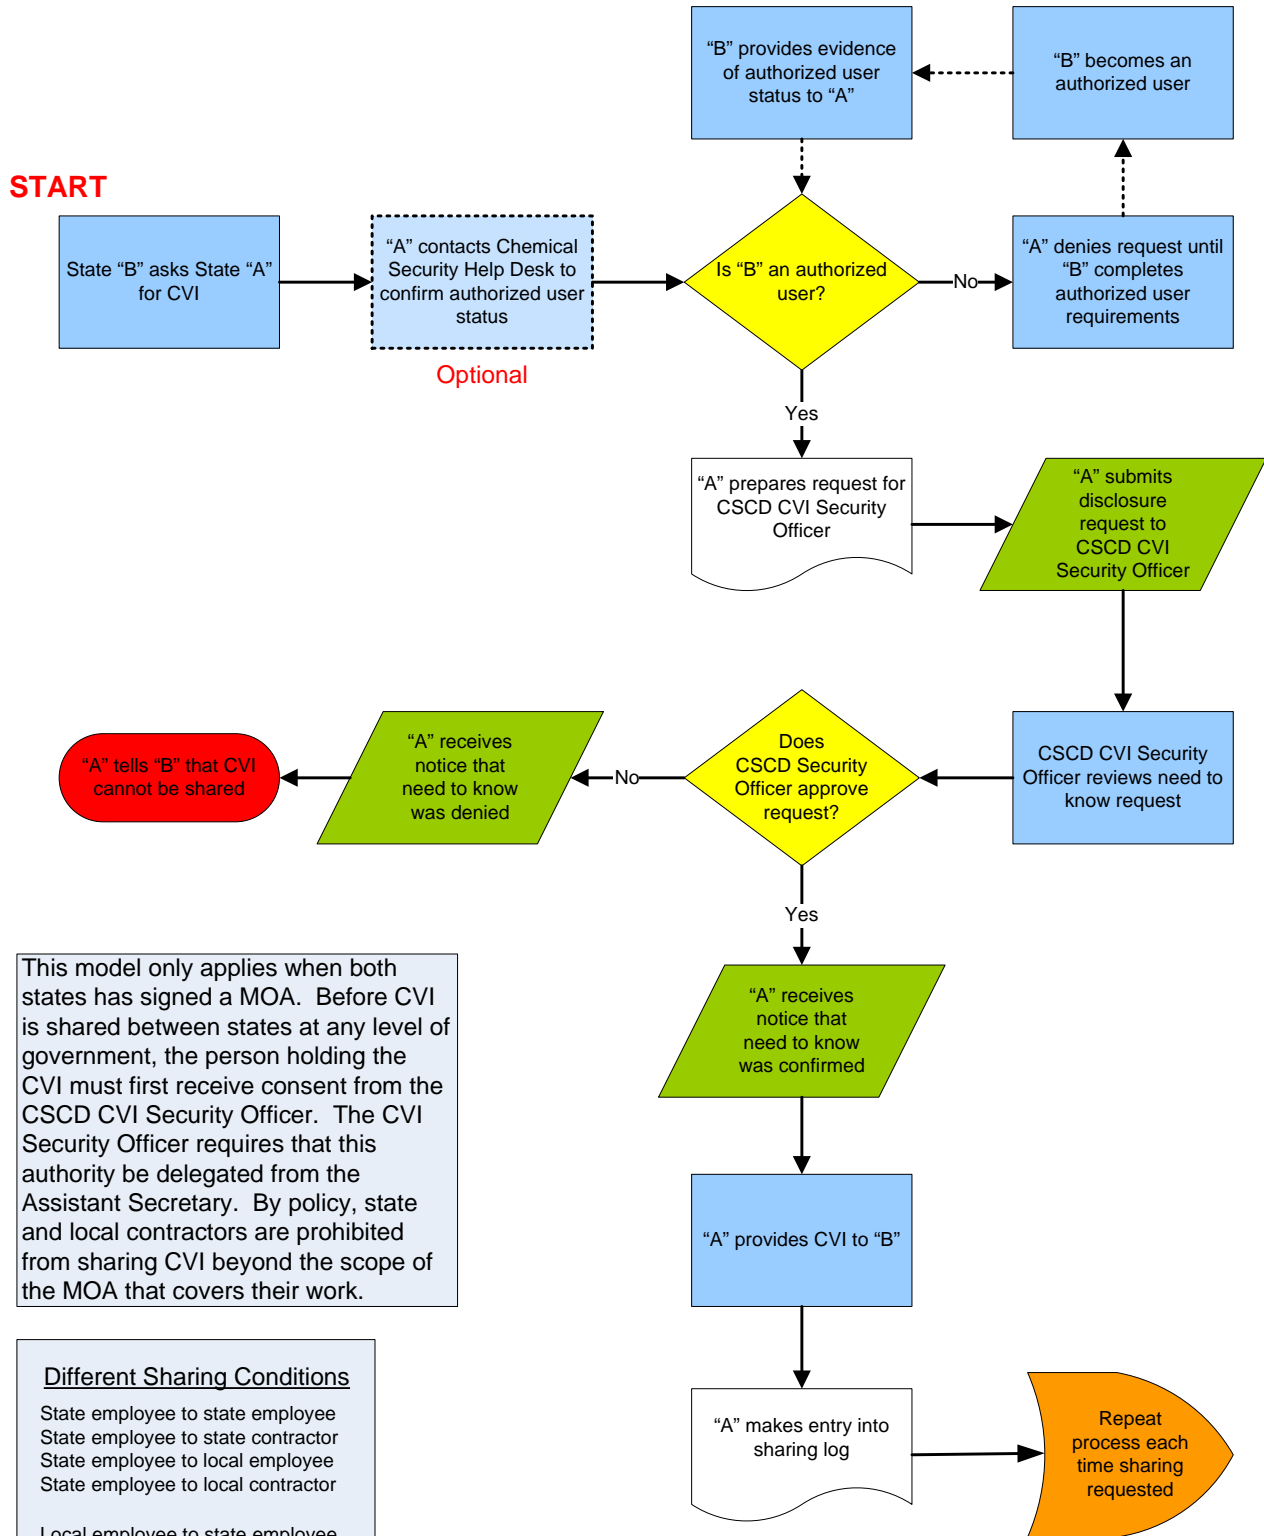 “B” provides evidence
of authorized user
status to “A”
“B” becomes an
authorized user
START
State “B” asks State “A”
for CVI
“A” contacts Chemical
Security Help Desk to
confirm authorized user
status
Optional
Is “B” an authorized
user?
No
“A” denies request until
“B” completes
authorized user
requirements
Yes
“A” prepares request for
CSCD CVI Security
Officer
“A” submits
disclosure
request to
CSCD CVI
Security Officer
CSCD CVI Security
Officer reviews need to
know request
Does
CSCD Security
Officer approve
request?
No
“A” receives
notice that
need to know
was denied
“A” tells “B” that CVI
cannot be shared
Yes
“A” receives
notice that
need to know
was confirmed
“A” provides CVI to “B”
“A” makes entry into
sharing log
Repeat
process each
time sharing
requested
This model only applies when both
states has signed a MOA.  Before CVI
is shared between states at any level of
government, the person holding the
CVI must first receive consent from the
CSCD CVI Security Officer.  The CVI
Security Officer requires that this
authority be delegated from the
Assistant Secretary.  By policy, state
and local contractors are prohibited
from sharing CVI beyond the scope of
the MOA that covers their work.
Different Sharing Conditions
State employee to state employee
State employee to state contractor
State employee to local employee
State employee to local contractor
Local employee to state employee